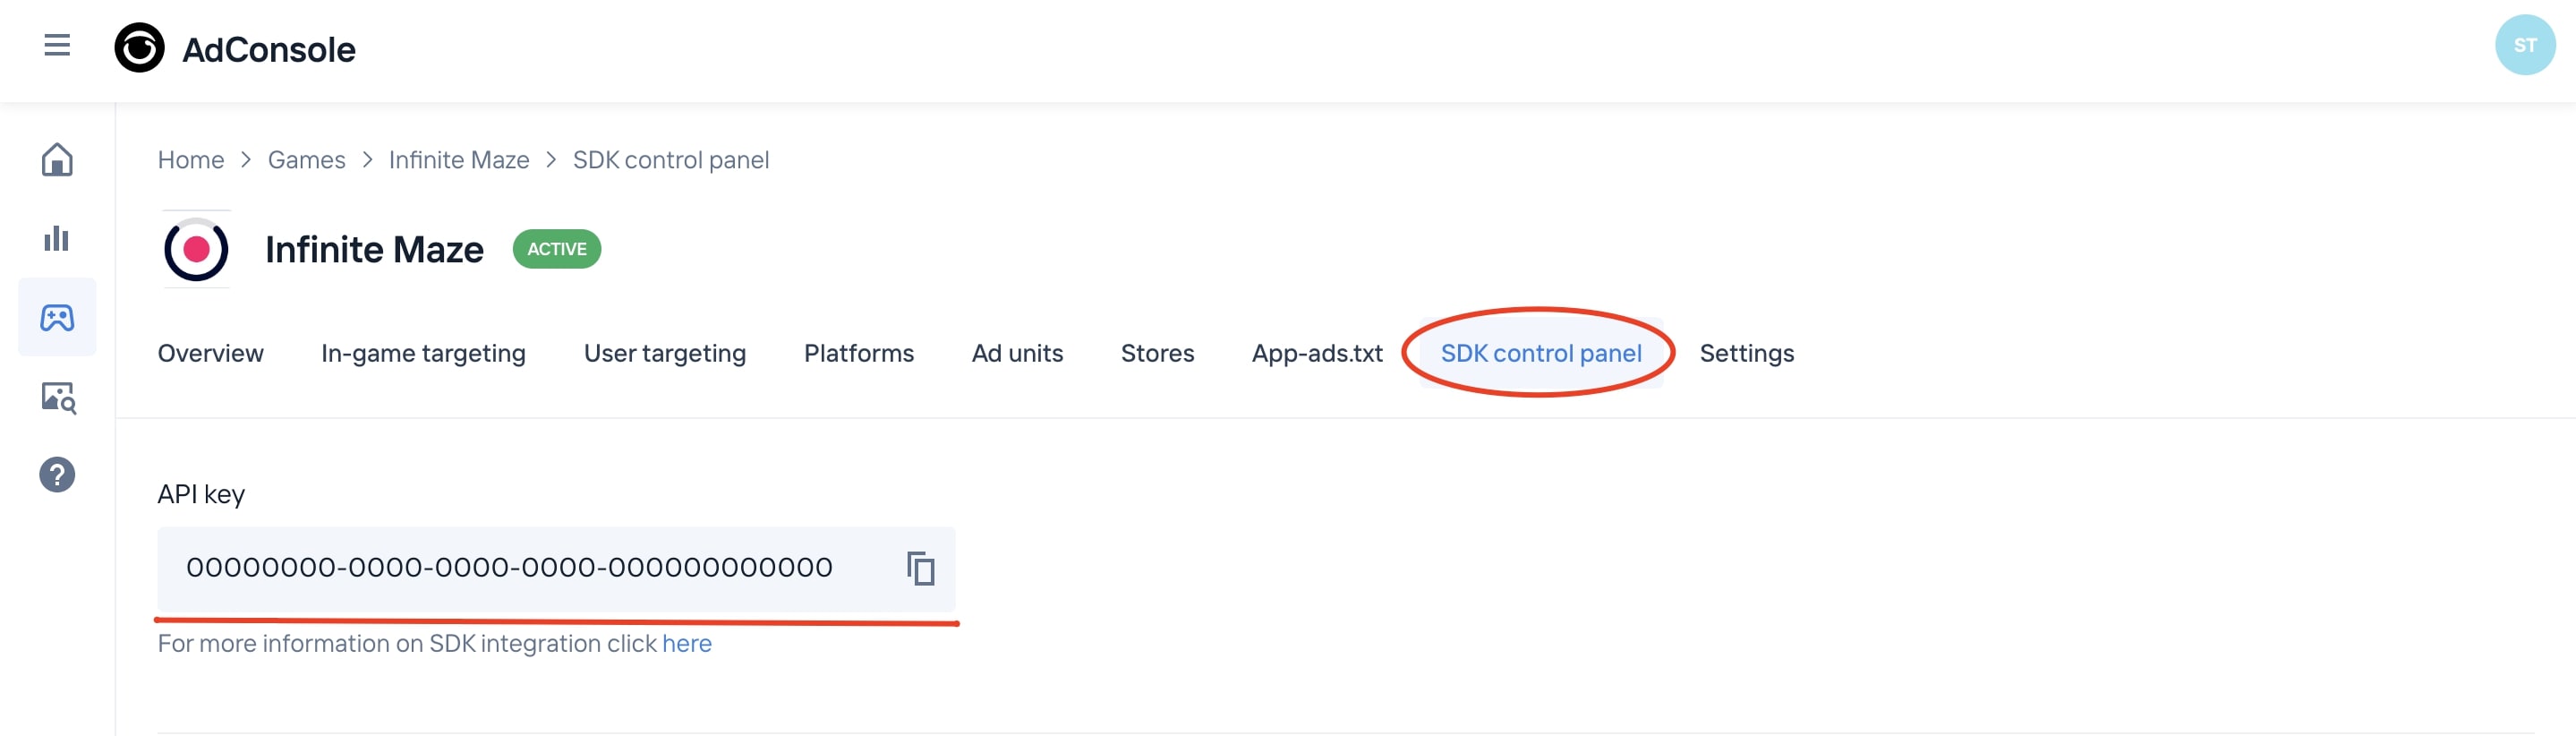 AdConsole
ST
Home > Games > Infinite Maze > SDK control panel
Infinite Maze ACTIVE
Overview In-game targeting User targeting Platforms Ad units Stores App-ads.txt SDK control panel Settings
API key
00000000-0000-0000-0000-000000000000
For more information on SDK integration click here